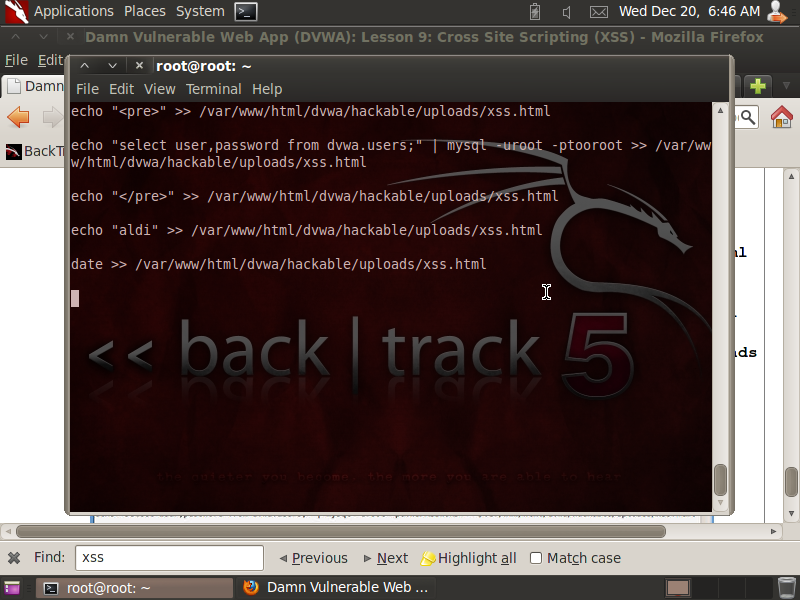 Applications Places System
Wed Dec 20, 6:46 AM
Damn Vulnerable Web App (DVWA): Lesson 9: Cross Site Scripting (XSS) - Mozilla Firefox
File Edit
root@root: ~
Damn
File Edit View Terminal Help
echo "<pre>" >> /var/www/html/dvwa/hackable/uploads/xss.html
echo "select user,password from dvwa.users;" | mysql -uroot -ptooroot >> /var/ww
w/html/dvwa/hackable/uploads/xss.html
BackT
echo "</pre>" >> /var/www/html/dvwa/hackable/uploads/xss.html
echo "aldi" >> /var/www/html/dvwa/hackable/uploads/xss.html
date >> /var/www/html/dvwa/hackable/uploads/xss.html
<< back | track 5
the quieter you become, the more you are able to hear
Find: xss Previous Next Highlight all Match case
root@root: ~
Damn Vulnerable Web ...